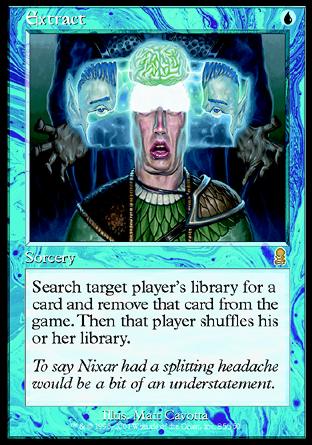 Extract
Sorcery
Search target player's library for a
card and remove that card from the
game. Then that player shuffles his
or her library.
To say Nixar had a splitting headache
would be a bit of an understatement.
Illus. Matt Cavotta